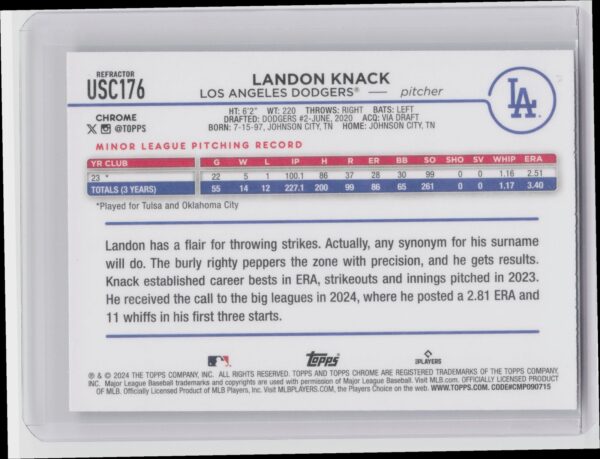 REFRACTOR
USC176
LANDON KNACK
LOS ANGELES DODGERS® — pitcher
LA
CHROME
X @TOPPS
HT: 6'2" WT: 220 THROWS: RIGHT BATS: LEFT
DRAFTED: DODGERS #2-JUNE, 2020 ACQ: VIA DRAFT
BORN: 7-15-97, JOHNSON CITY, TN HOME: JOHNSON CITY, TN
MINOR LEAGUE PITCHING RECORD
YR CLUB G W L IP H R ER BB SO SHO SV WHIP ERA
23 * 22 5 1 100.1 86 37 28 30 99 0 0 1.16 2.51
TOTALS (3 YEARS) 55 14 12 227.1 200 99 86 65 261 0 0 1.17 3.40
*Played for Tulsa and Oklahoma City
Landon has a flair for throwing strikes. Actually, any synonym for his surname
will do. The burly righty peppers the zone with precision, and he gets results.
Knack established career bests in ERA, strikeouts and innings pitched in 2023.
He received the call to the big leagues in 2024, where he posted a 2.81 ERA and
11 whiffs in his first three starts.
Topps
PLAYERS
® & © 2024 THE TOPPS COMPANY, INC. ALL RIGHTS RESERVED. TOPPS AND TOPPS CHROME ARE REGISTERED TRADEMARKS OF THE TOPPS COMPANY,
INC. Major League Baseball trademarks and copyrights are used with permission of Major League Baseball. Visit MLB.com. OFFICIALLY LICENSED PRODUCT
OF MLB. Officially Licensed Product of MLB Players, Inc. Visit MLBPLAYERS.COM, the Players Choice on the web. WWW.TOPPS.COM. CODE#CMP090715